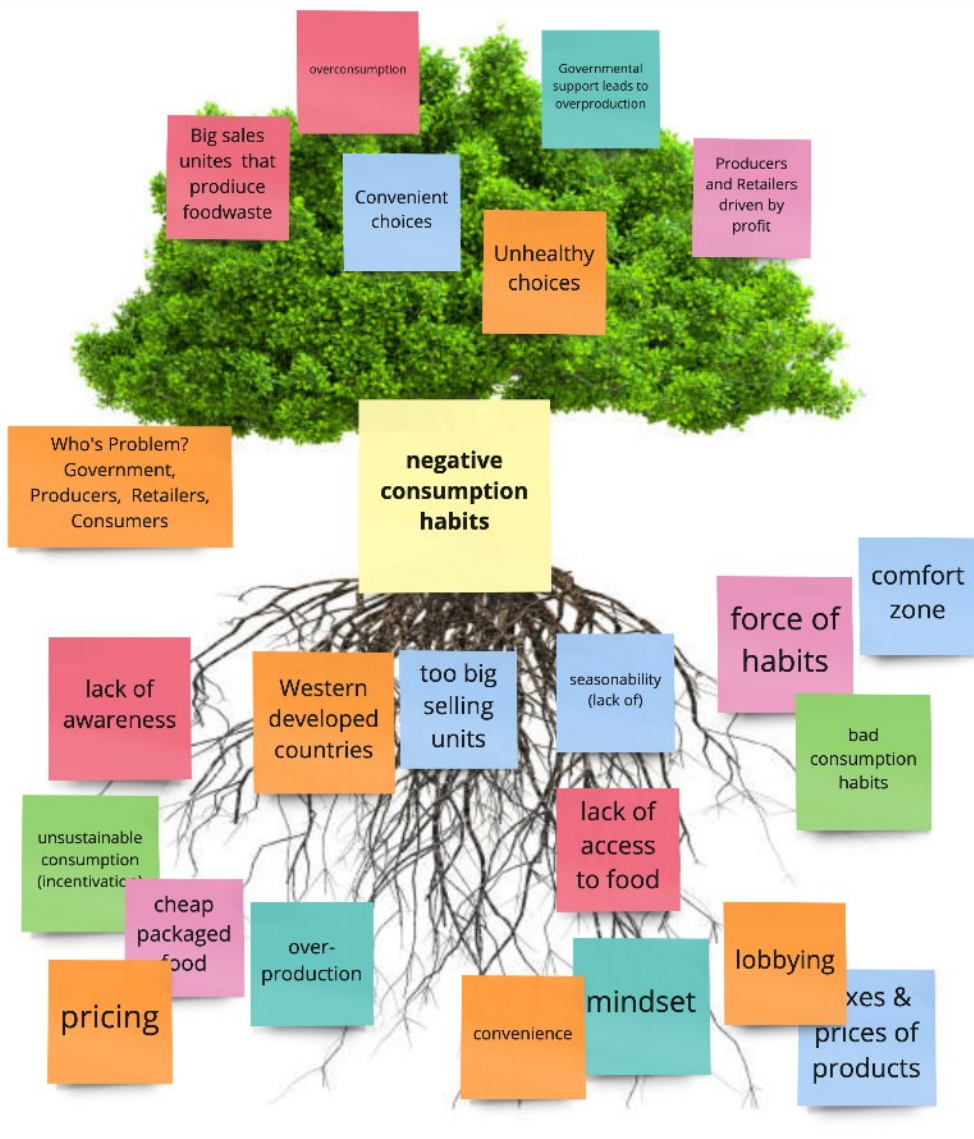 overconsumption
Governmental
support leads to
overproduction
Big sales
unites that
prodiuce
foodwaste
Convenient
choices
Producers
and Retailers
driven by
profit
Unhealthy
choices
Who's Problem?
Government,
Producers, Retailers,
Consumers
negative
consumption
habits
comfort
zone
force of
habits
lack of
awareness
Western
developed
countries
too big
selling
units
seasonability
(lack of)
bad
consumption
habits
unsustainable
consumption
(incentivation)
lack of
access
to food
cheap
packaged
food
over-
production
pricing
convenience
mindset
lobbying
xes &
prices of
products